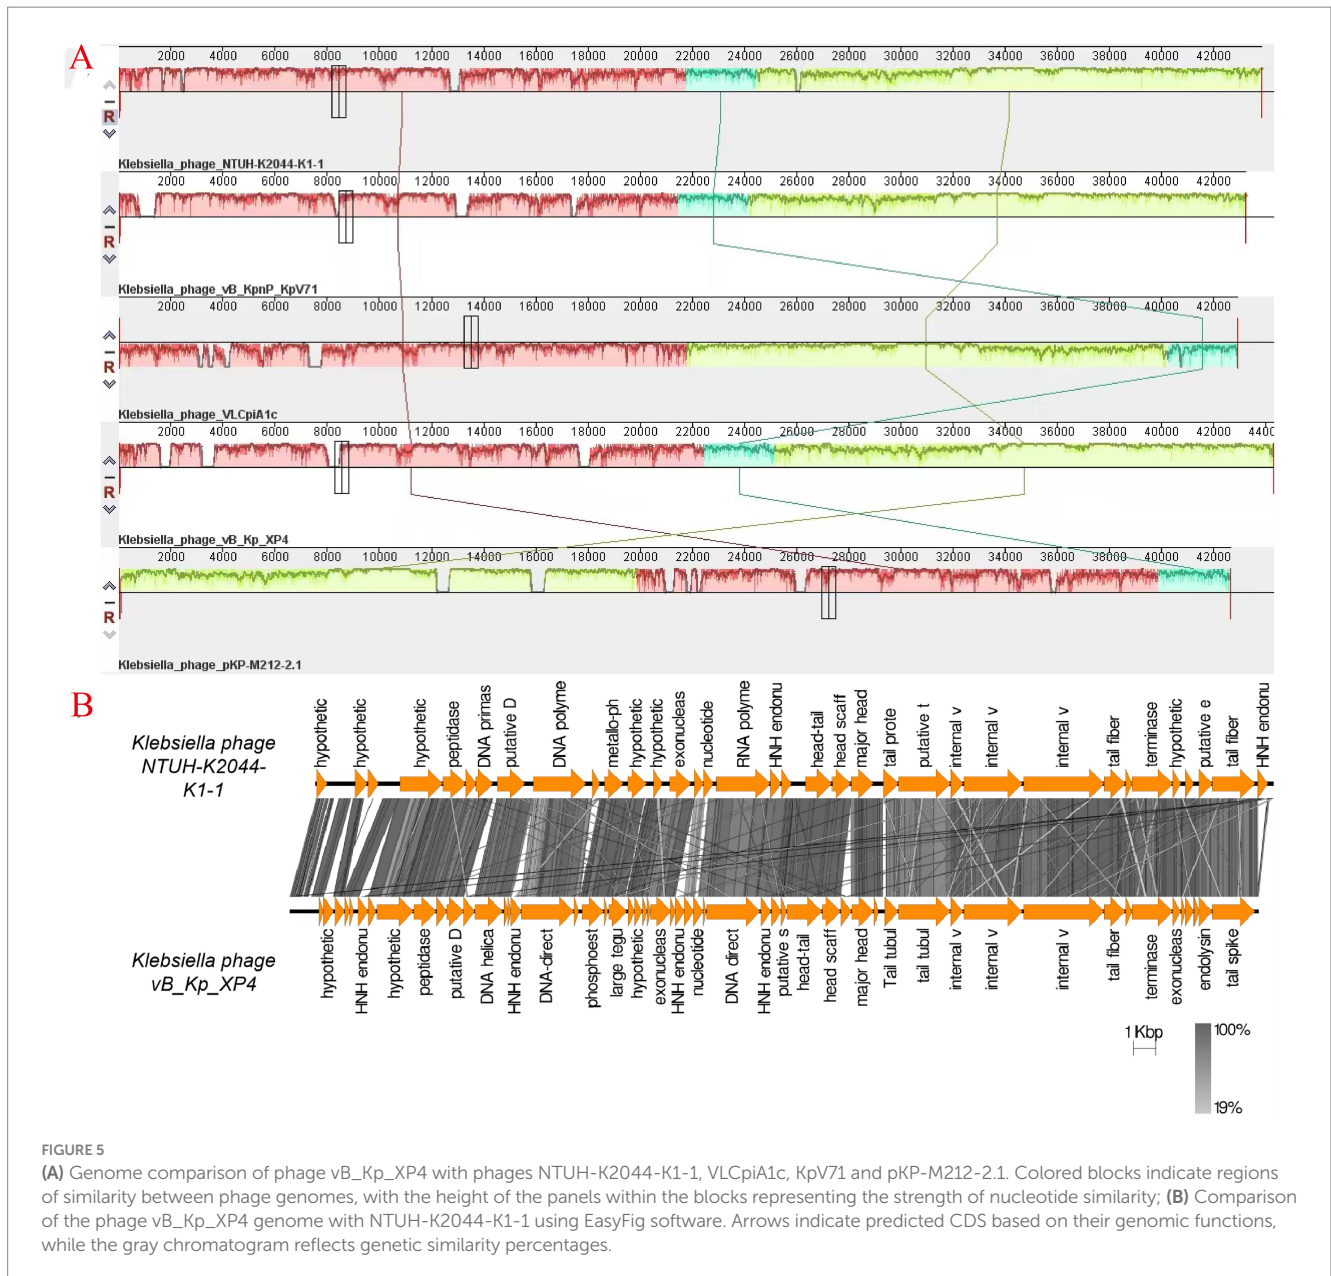 A
2000 4000 6000 8000 10000 12000 14000 16000 18000 20000 22000 24000 26000 28000 30000 32000 34000 36000 38000 40000 42000
R
Klebsiella_phage_NTUH-K2044-K1-1
2000 4000 6000 8000 10000 12000 14000 16000 18000 20000 22000 24000 26000 28000 30000 32000 34000 36000 38000 40000 42000
R
Klebsiella_phage_vB_KpnP_KpV71
2000 4000 6000 8000 10000 12000 14000 16000 18000 20000 22000 24000 26000 28000 30000 32000 34000 36000 38000 40000 42000
R
Klebsiella_phage_VLCpiA1c
2000 4000 6000 8000 10000 12000 14000 16000 18000 20000 22000 24000 26000 28000 30000 32000 34000 36000 38000 40000 42000 440
R
Klebsiella_phage_vB_Kp_XP4
2000 4000 6000 8000 10000 12000 14000 16000 18000 20000 22000 24000 26000 28000 30000 32000 34000 36000 38000 40000 42000
R
Klebsiella_phage_pKP-M212-2.1
B
Klebsiella phage
NTUH-K2044-
K1-1
hypothetic
hypothetic
hypothetic
peptidase
DNA primas
putative D
DNA polyme
metallo-ph
hypothetic
hypothetic
exonucleas
nucleotide
RNA polyme
HNH endonu
head-tail
head scaff
major head
tail prote
putative t
internal v
internal v
internal v
tail fiber
terminase
hypothetic
putative e
tail fiber
HNH endonu
Klebsiella phage
vB_Kp_XP4
hypothetic
HNH endonu
hypothetic
peptidase
putative D
DNA helica
HNH endonu
DNA-direct
phosphoest
large tegu
hypothetic
exonucleas
HNH endonu
nucleotide
DNA direct
HNH endonu
putative s
head-tail
head scaff
major head
Tail tubul
tail tubul
internal v
internal v
internal v
tail fiber
terminase
exonucleas
endolysin
tail spike
1 Kbp
100%
19%
FIGURE 5
(A) Genome comparison of phage vB_Kp_XP4 with phages NTUH-K2044-K1-1, VLCpiA1c, KpV71 and pKP-M212-2.1. Colored blocks indicate regions
of similarity between phage genomes, with the height of the panels within the blocks representing the strength of nucleotide similarity; (B) Comparison
of the phage vB_Kp_XP4 genome with NTUH-K2044-K1-1 using EasyFig software. Arrows indicate predicted CDS based on their genomic functions,
while the gray chromatogram reflects genetic similarity percentages.